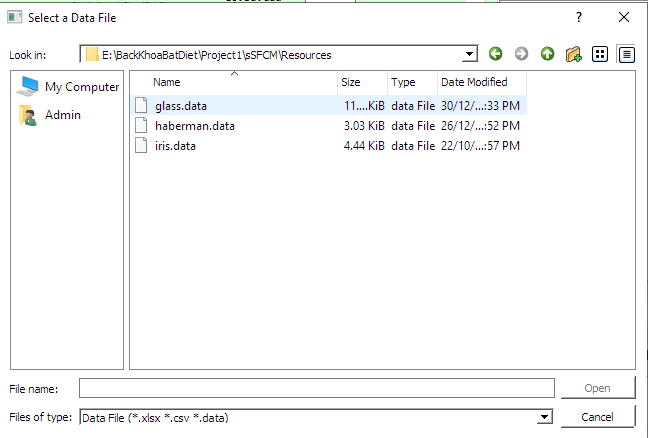 Select a Data File
Look in: E:\BackKhoaBatDiet\Project1\sSFCM\Resources
My Computer
Admin
Name Size Type Date Modified
glass.data 11....KiB data File 30/12/...:33 PM
haberman.data 3.03 KiB data File 26/12/...:52 PM
iris.data 4.44 KiB data File 22/10/...:57 PM
File name: Open
Files of type: Data File (*.xlsx *.csv *.data) Cancel